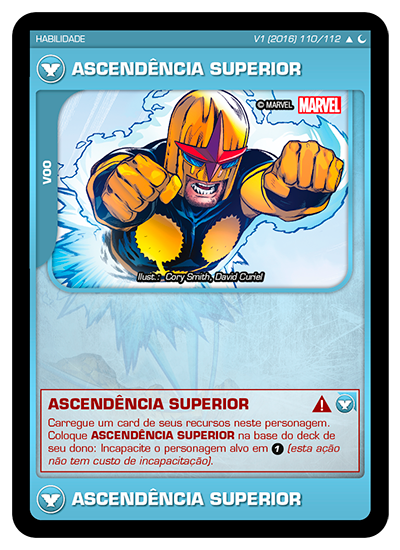 HABILIDADE V1 (2016) 110/112
ASCENDÊNCIA SUPERIOR
© MARVEL MARVEL
VOO
Ilust.: Cory Smith, David Curiel
ASCENDÊNCIA SUPERIOR
Carregue um card de seus recursos neste personagem.
Coloque ASCENDÊNCIA SUPERIOR na base do deck de
seu dono: Incapacite o personagem alvo em 1 (esta ação
não tem custo de incapacitação).
ASCENDÊNCIA SUPERIOR